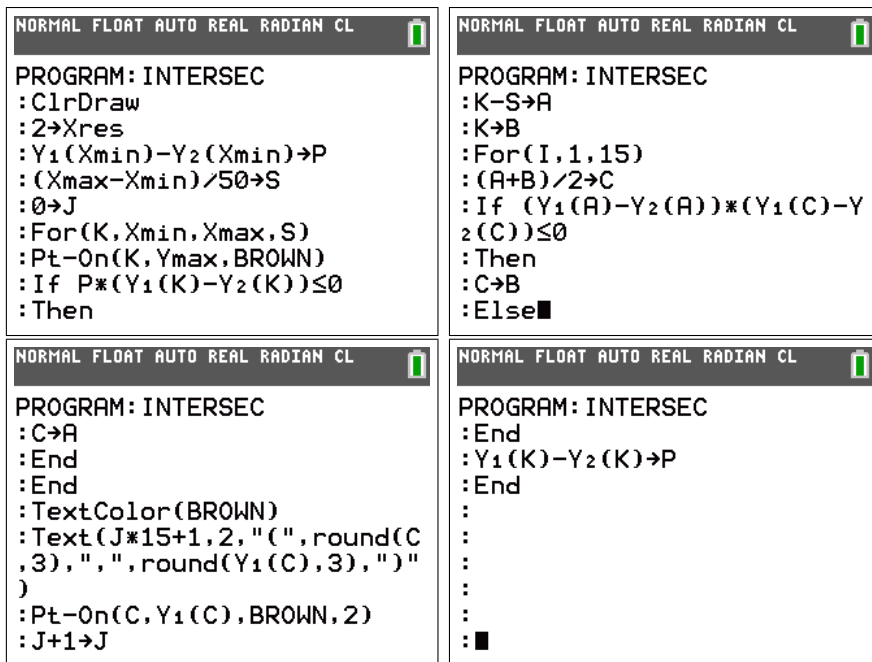 NORMAL FLOAT AUTO REAL RADIAN CL
PROGRAM:INTERSEC
:ClrDraw
:2→Xres
:Y₁(Xmin)-Y₂(Xmin)→P
:(Xmax-Xmin)/50→S
:0→J
:For(K,Xmin,Xmax,S)
:Pt-On(K,Ymax,BROWN)
:If P*(Y₁(K)-Y₂(K))≤0
:Then
NORMAL FLOAT AUTO REAL RADIAN CL
PROGRAM:INTERSEC
:K-S→A
:K→B
:For(I,1,15)
:(A+B)/2→C
:If (Y₁(A)-Y₂(A))*(Y₁(C)-Y
₂(C))≤0
:Then
:C→B
:Else
NORMAL FLOAT AUTO REAL RADIAN CL
PROGRAM:INTERSEC
:C→A
:End
:End
:TextColor(BROWN)
:Text(J*15+1,2,"(",round(C
,3),",",round(Y₁(C),3),")"
)
:Pt-On(C,Y₁(C),BROWN,2)
:J+1→J
NORMAL FLOAT AUTO REAL RADIAN CL
PROGRAM:INTERSEC
:End
:Y₁(K)-Y₂(K)→P
:End
:
:
:
:
:
: